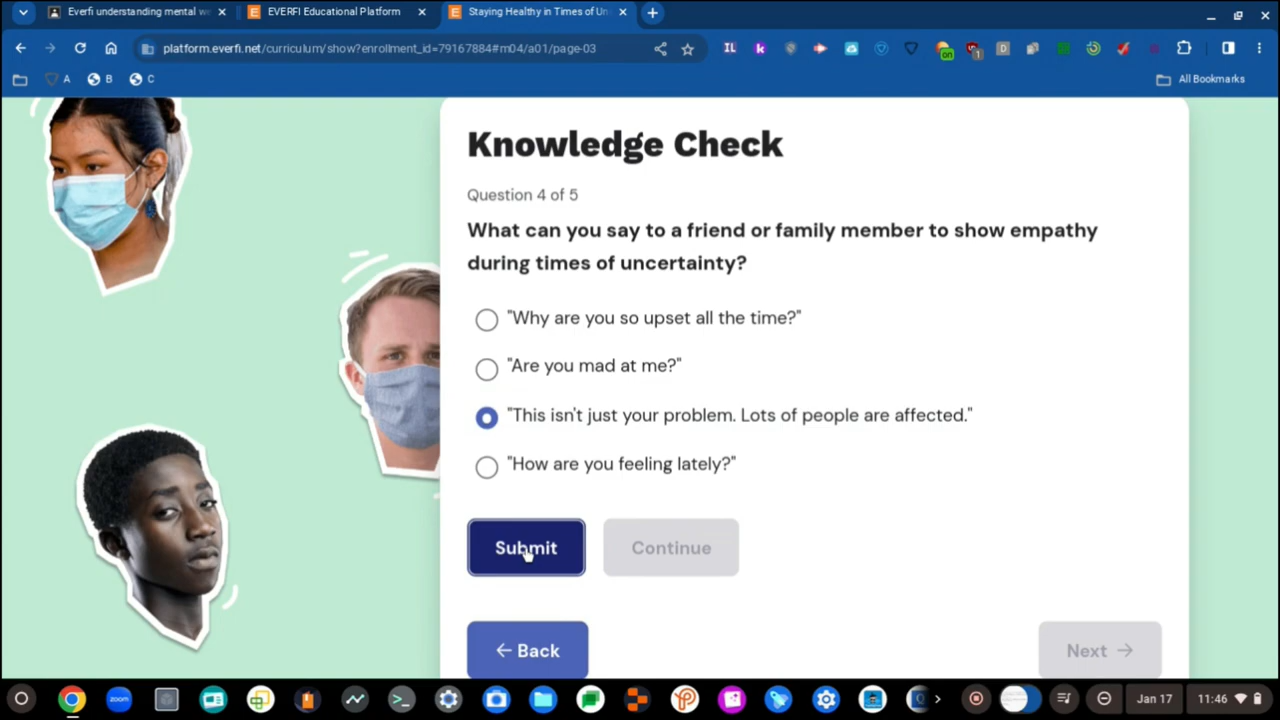 Everfi understanding mental we
EVERFI Educational Platform
Staying Healthy in Times of Un
platform.everfi.net/curriculum/show?enrollment_id=79167884#m04/a01/page-03
A
B
C
All Bookmarks
Knowledge Check
Question 4 of 5
What can you say to a friend or family member to show empathy
during times of uncertainty?
"Why are you so upset all the time?"
"Are you mad at me?"
"This isn't just your problem. Lots of people are affected."
"How are you feeling lately?"
Submit
Continue
← Back
Next →
zoom
Jan 17
11:46